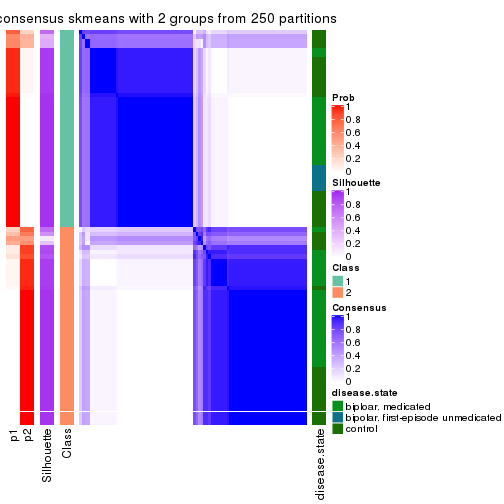 consensus skmeans with 2 groups from 250 partitions
Prob
1
0.8
0.6
0.4
0.2
0
Silhouette
1
0.8
0.6
0.4
0.2
0
Class
1
2
Consensus
1
0.8
0.6
0.4
0.2
0
disease.state
biploar, medicated
bipolar, first-episode unmedicated
control
p1
p2
Silhouette
Class
disease.state